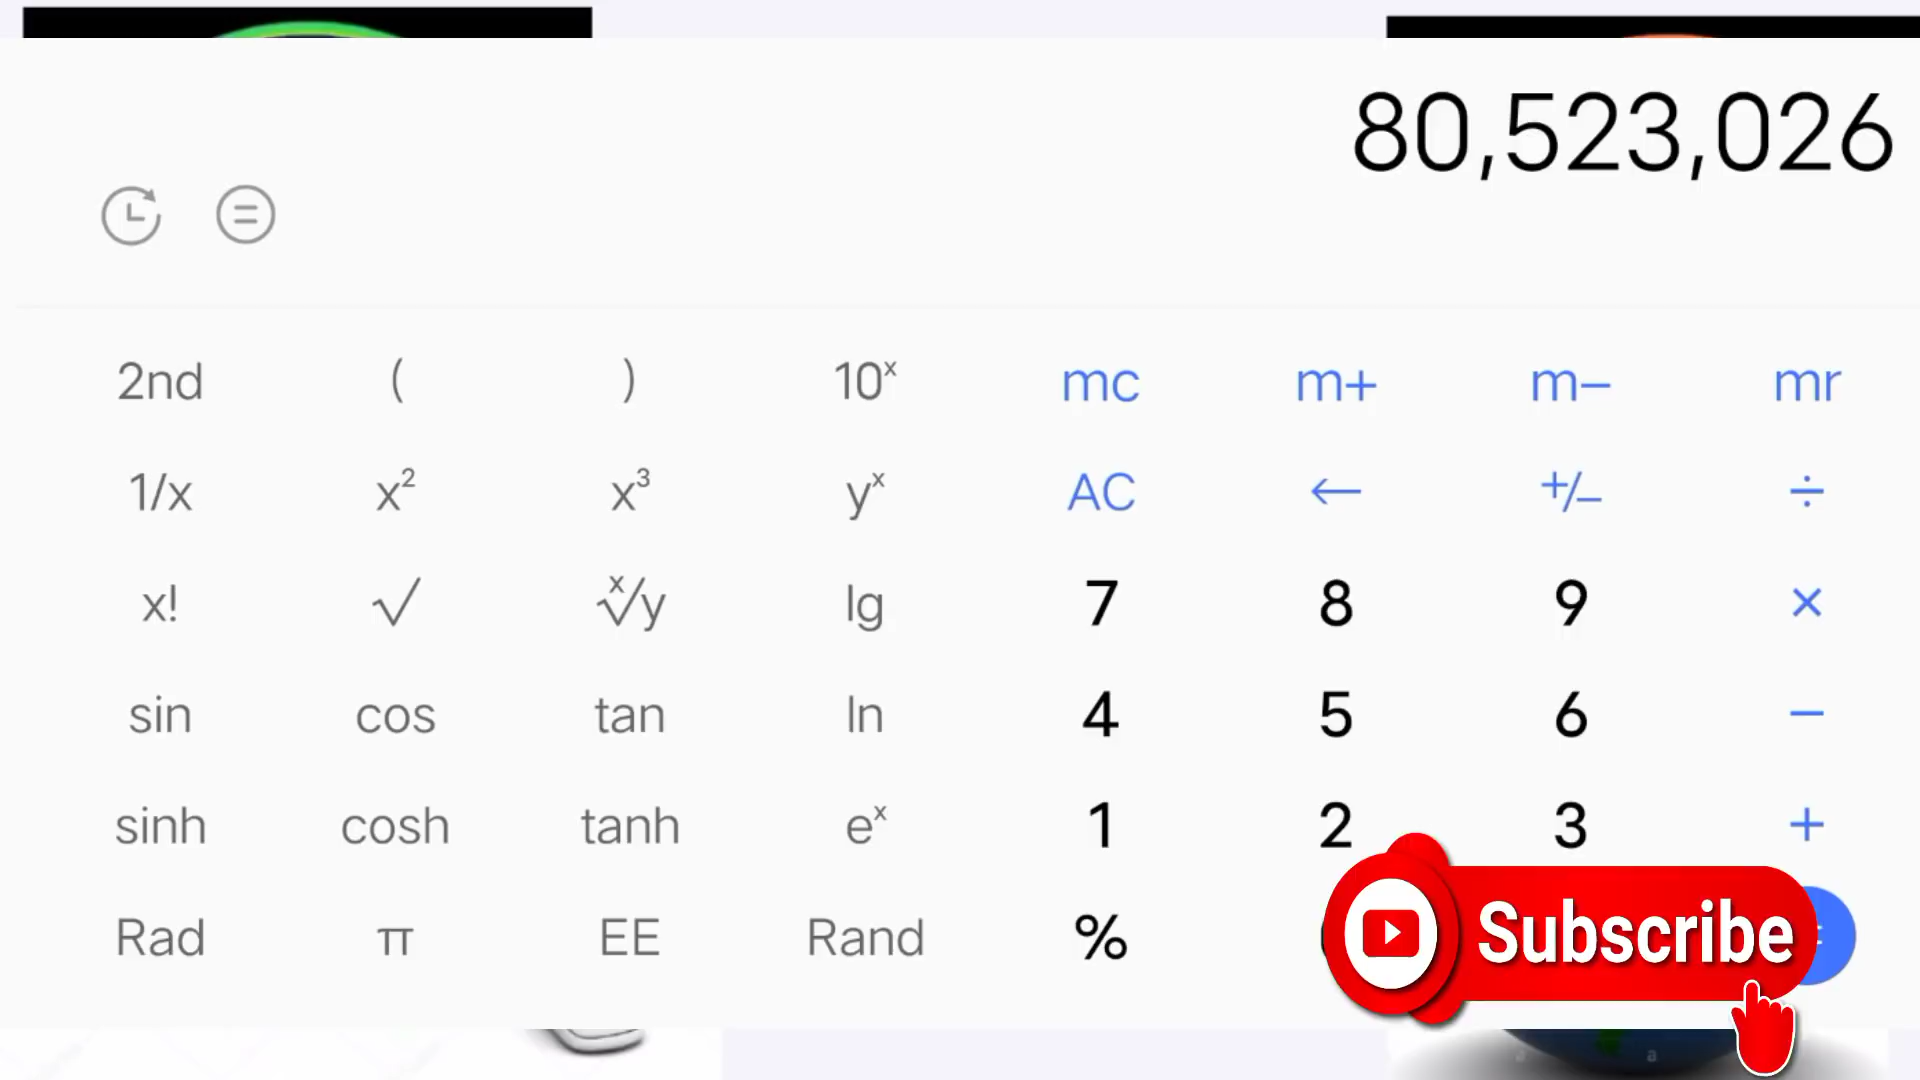 80,523,026
2nd ( ) 10ˣ mc m+ m– mr
1/x x² x³ yˣ AC ← +/– ÷
x! √ ˣ√y lg 7 8 9 ×
sin cos tan ln 4 5 6 –
sinh cosh tanh eˣ 1 2 3 +
Rad π EE Rand %
Subscribe